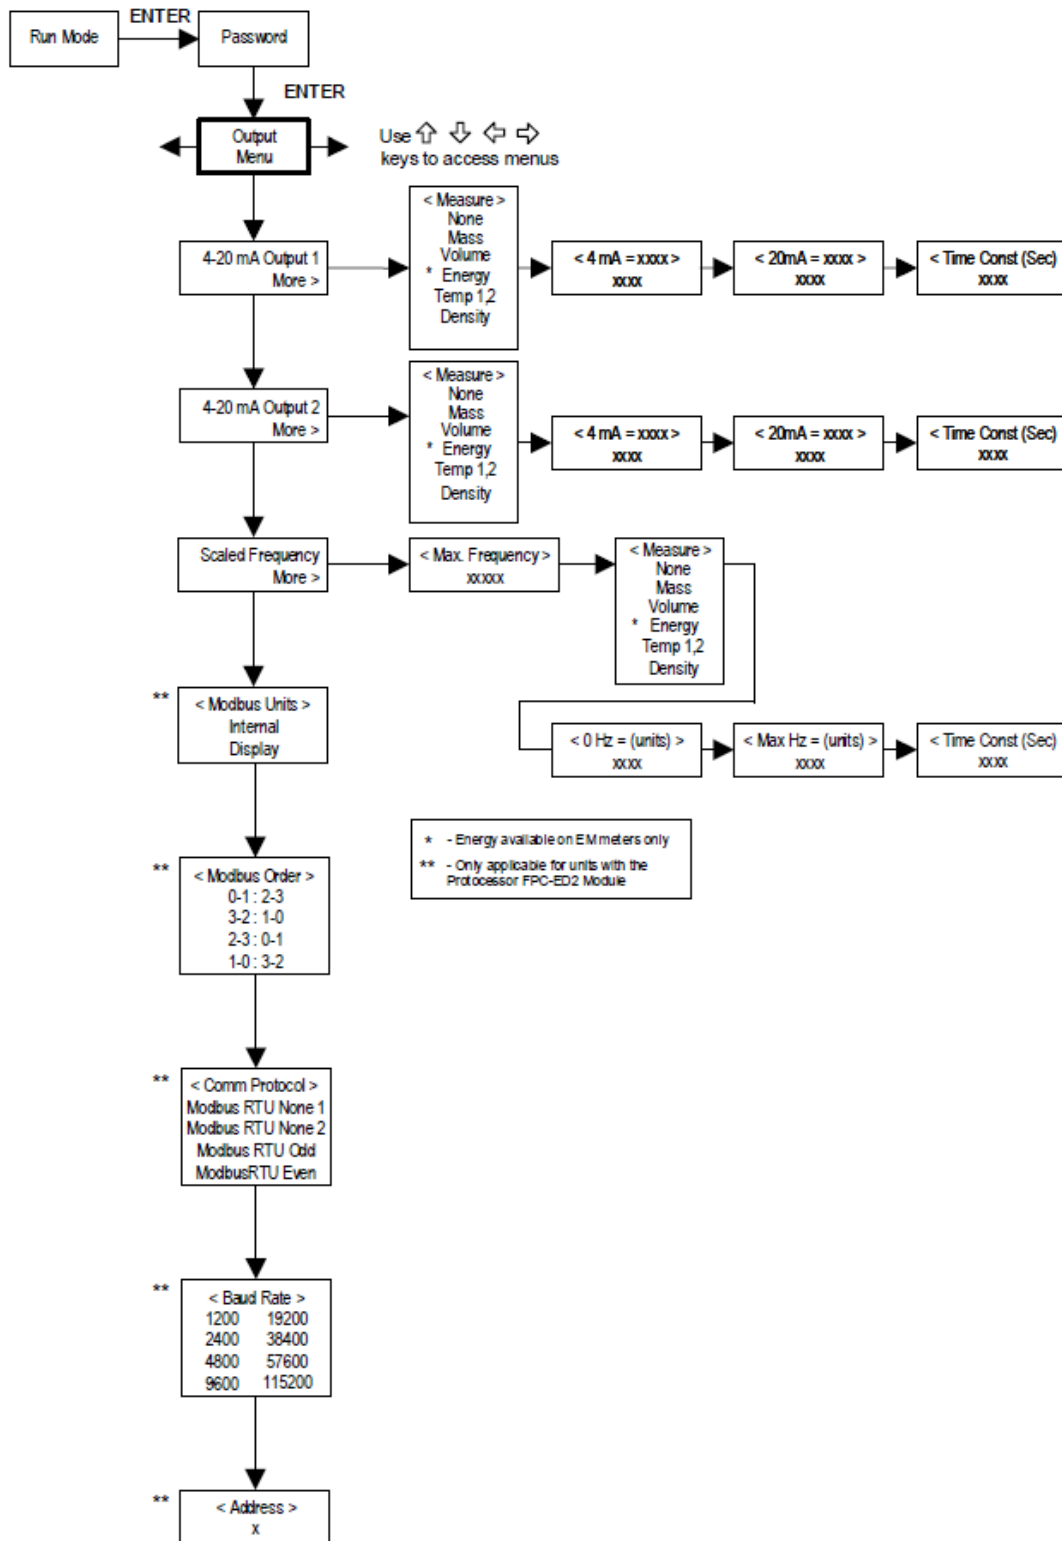 ENTER
Run Mode
Password
ENTER
Output
Menu
Use
keys to access menus
4-20 mA Output 1
More >
< Measure >
None
Mass
Volume
* Energy
Temp 1,2
Density
< 4 mA = xxxx >
xxxx
< 20mA = xxxx >
xxxx
< Time Const (Sec)
xxxx
4-20 mA Output 2
More >
< Measure >
None
Mass
Volume
* Energy
Temp 1,2
Density
< 4 mA = xxxx >
xxxx
< 20mA = xxxx >
xxxx
< Time Const (Sec)
xxxx
Scaled Frequency
More >
< Max. Frequency >
xxxxx
< Measure >
None
Mass
Volume
* Energy
Temp 1,2
Density
< 0 Hz = (units) >
xxxx
< Max Hz = (units) >
xxxx
< Time Const (Sec)
xxxx
**
< Modbus Units >
Internal
Display
* - Energy available on EM meters only
** - Only applicable for units with the
Protocessor FPC-ED2 Module
**
< Modbus Order >
0-1 : 2-3
3-2 : 1-0
2-3 : 0-1
1-0 : 3-2
**
< Comm Protocol >
Modbus RTU None 1
Modbus RTU None 2
Modbus RTU Odd
ModbusRTU Even
**
< Baud Rate >
1200 19200
2400 38400
4800 57600
9600 115200
**
< Address >
x